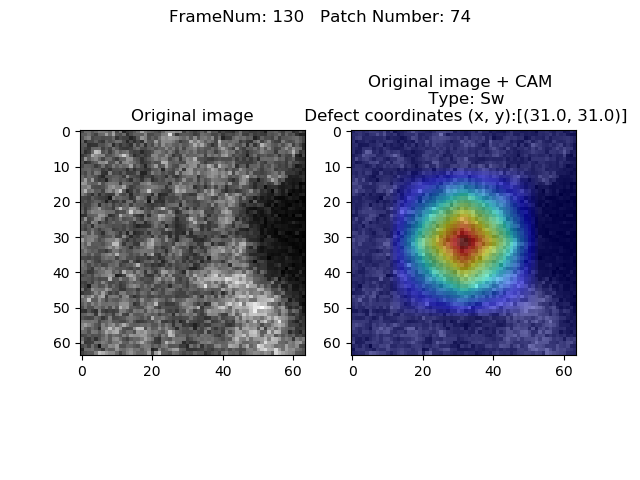 FrameNum: 130   Patch Number: 74
Original image
0
10
20
30
40
50
60
0 20 40 60
Original image + CAM
Type: Sw
Defect coordinates (x, y):[(31.0, 31.0)]
0
10
20
30
40
50
60
0 20 40 60